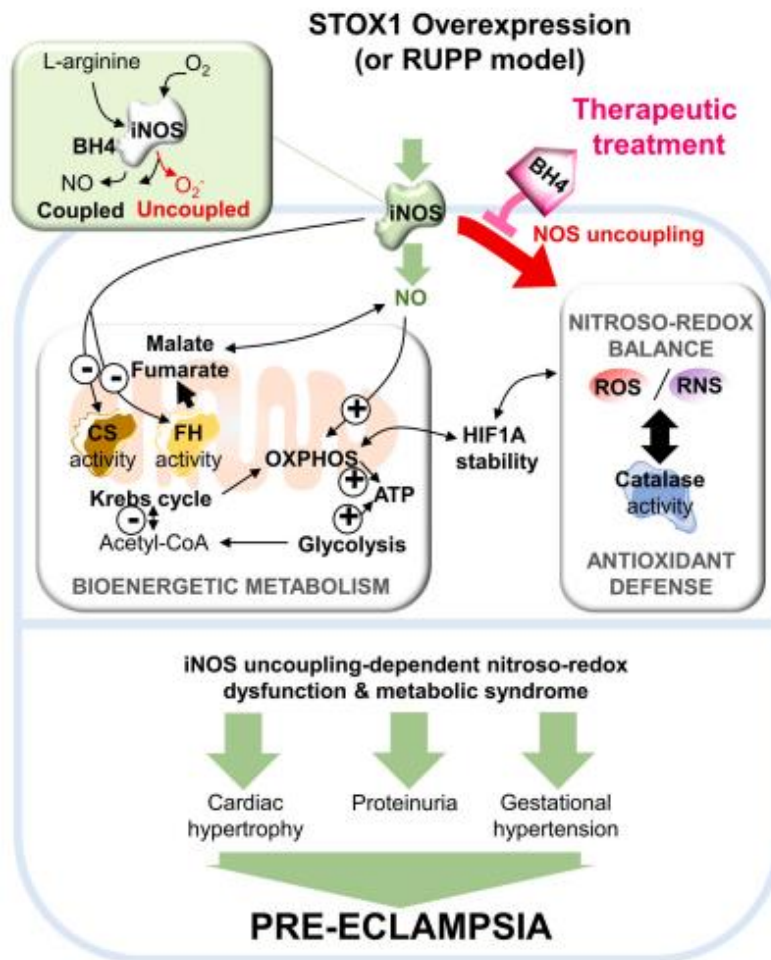 STOX1 Overexpression
(or RUPP model)
L-arginine
O2
iNOS
BH4
NO
O2-
Coupled Uncoupled
Therapeutic
treatment
BH4
iNOS
NOS uncoupling
NO
Malate
Fumarate
-
-
+
CS
activity
FH
activity
OXPHOS
+
ATP
Krebs cycle
-
+
Acetyl-CoA
Glycolysis
BIOENERGETIC METABOLISM
HIF1A
stability
NITROSO-REDOX
BALANCE
ROS / RNS
Catalase
activity
ANTIOXIDANT
DEFENSE
iNOS uncoupling-dependent nitroso-redox
dysfunction & metabolic syndrome
Cardiac
hypertrophy
Proteinuria
Gestational
hypertension
PRE-ECLAMPSIA